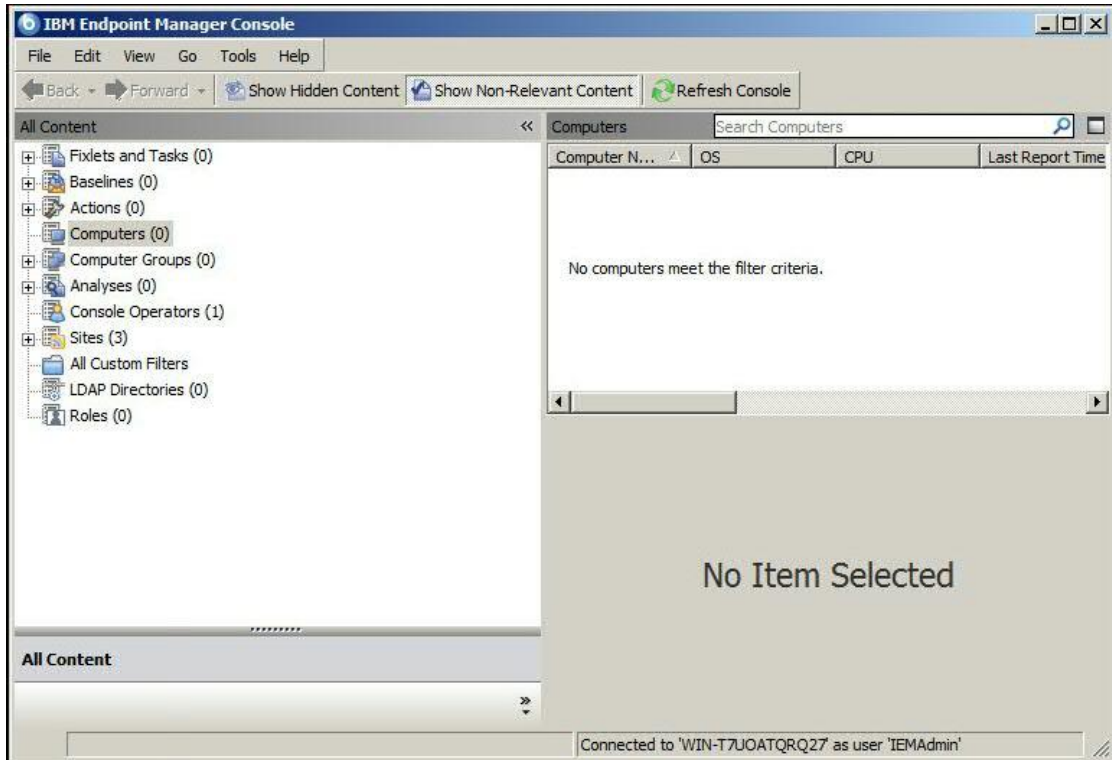 IBM Endpoint Manager Console
File Edit View Go Tools Help
Back Forward Show Hidden Content Show Non-Relevant Content Refresh Console
All Content
Fixlets and Tasks (0)
Baselines (0)
Actions (0)
Computers (0)
Computer Groups (0)
Analyses (0)
Console Operators (1)
Sites (3)
All Custom Filters
LDAP Directories (0)
Roles (0)
All Content
Computers Search Computers
Computer N... OS CPU Last Report Time
No computers meet the filter criteria.
No Item Selected
Connected to 'WIN-T7UOATQRQ27' as user 'IEMAdmin'